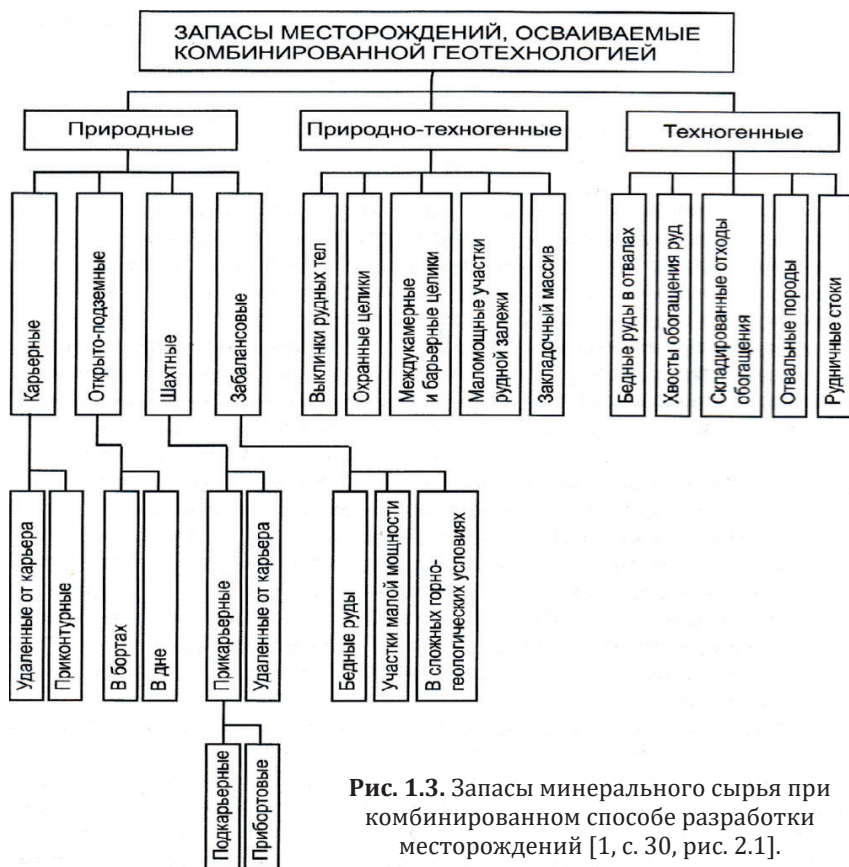 ЗАПАСЫ МЕСТОРОЖДЕНИЙ, ОСВАИВАЕМЫЕ
КОМБИНИРОВАННОЙ ГЕОТЕХНОЛОГИЕЙ
Природные
Природно-техногенные
Техногенные
Карьерные
Открыто-подземные
Шахтные
Забалансовые
Выклинки рудных тел
Охранные целики
Междукамерные
и барьерные целики
Маломощные участки
рудной залежи
Закладочный массив
Бедные руды в отвалах
Хвосты обогащения руд
Складированные отходы
обогащения
Отвальные породы
Рудничные стоки
Удаленные от карьера
Приконтурные
В бортах
В дне
Прикарьерные
Удаленные от карьера
Бедные руды
Участки малой мощности
В сложных горно-
геологических условиях
Подкарьерные
Прибортовые
Рис. 1.3. Запасы минерального сырья при
комбинированном способе разработки
месторождений [1, с. 30, рис. 2.1].